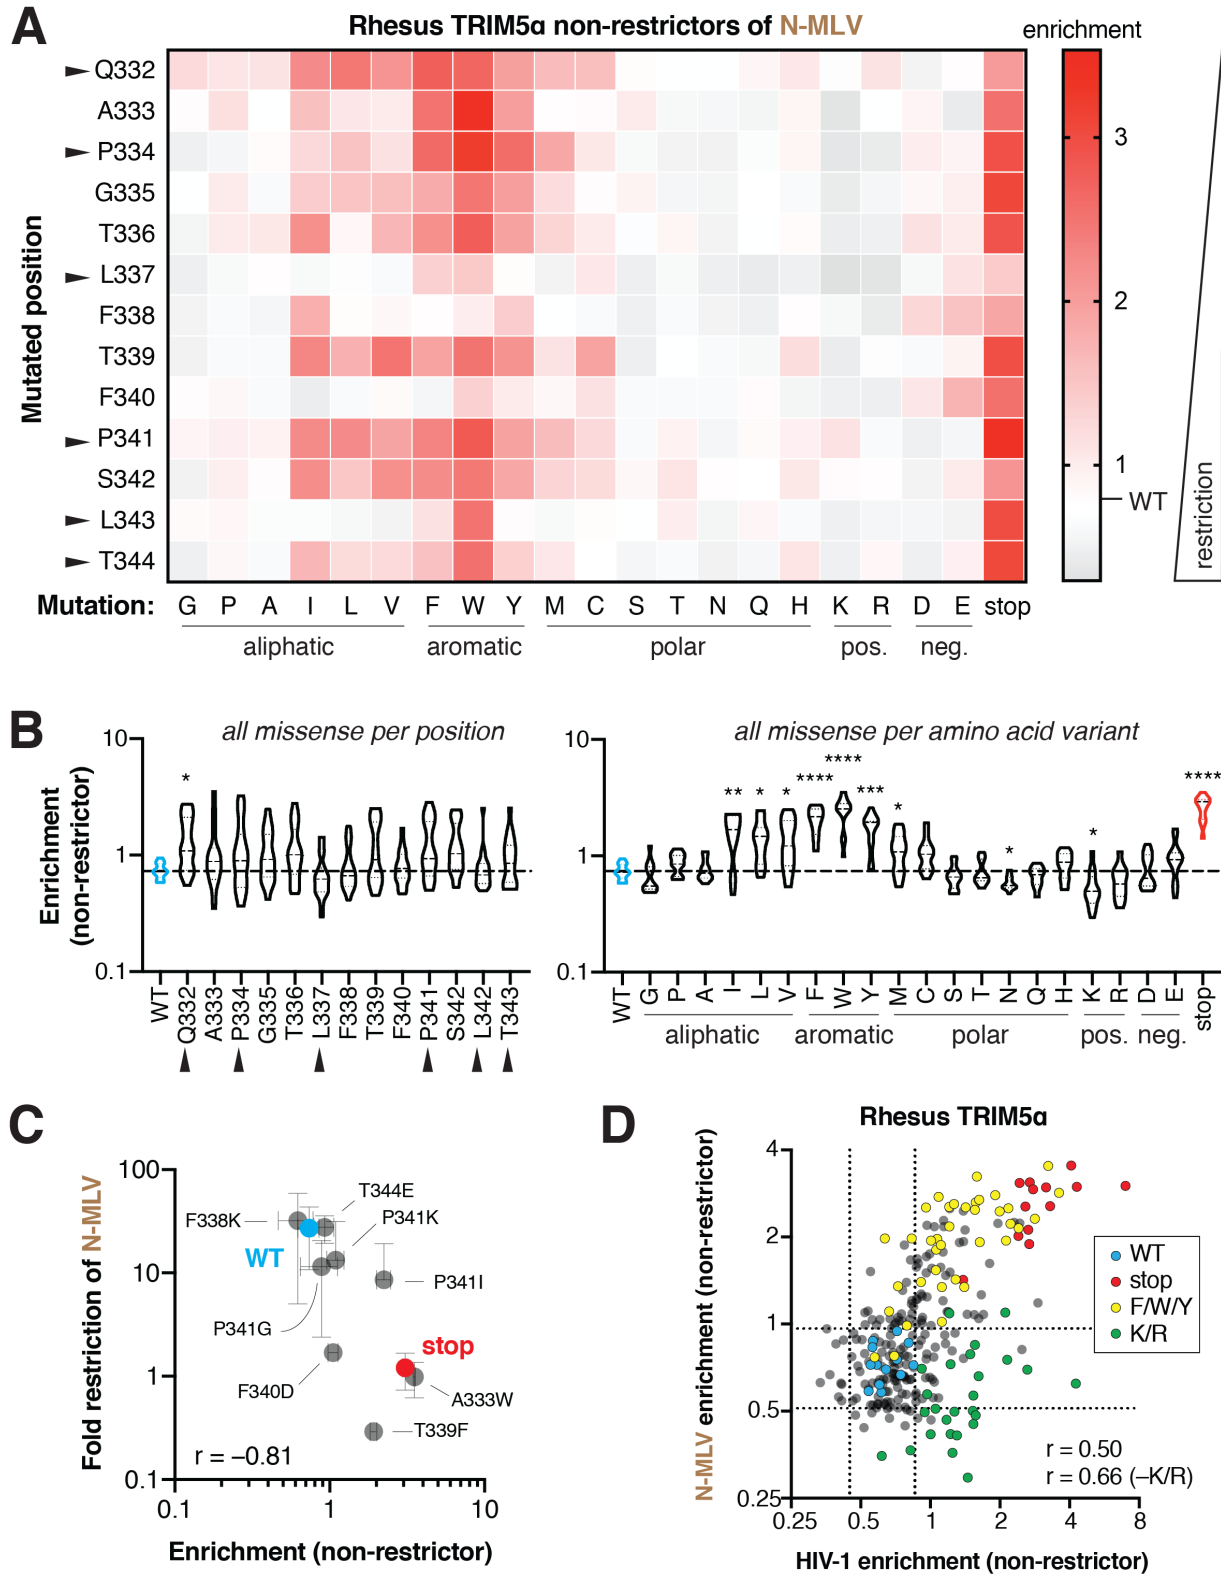 A
Rhesus TRIM5α non-restrictors of N-MLV
enrichment
Mutated position
Q332
A333
P334
G335
T336
L337
F338
T339
F340
P341
S342
L343
T344
3
2
1
WT
restriction
Mutation: G P A I L V F W Y M C S T N Q H K R D E stop
aliphatic aromatic polar pos. neg.
B
all missense per position
Enrichment
(non-restrictor)
10
1
0.1
*
WT Q332 A333 P334 G335 T336 L337 F338 T339 F340 P341 S342 L342 T343
all missense per amino acid variant
10
1
0.1
** * * **** **** *** * * * ****
WT G P A I L V F W Y M C S T N Q H K R D E stop
aliphatic aromatic polar pos. neg.
C
Fold restriction of N-MLV
100
10
1
0.1
T344E
F338K
P341K
WT
P341I
P341G
stop
F340D
A333W
T339F
r = −0.81
0.1 1 10
Enrichment (non-restrictor)
D
Rhesus TRIM5α
N-MLV enrichment (non-restrictor)
4
2
1
0.5
0.25
WT
stop
F/W/Y
K/R
r = 0.50
r = 0.66 (–K/R)
0.25 0.5 1 2 4 8
HIV-1 enrichment (non-restrictor)